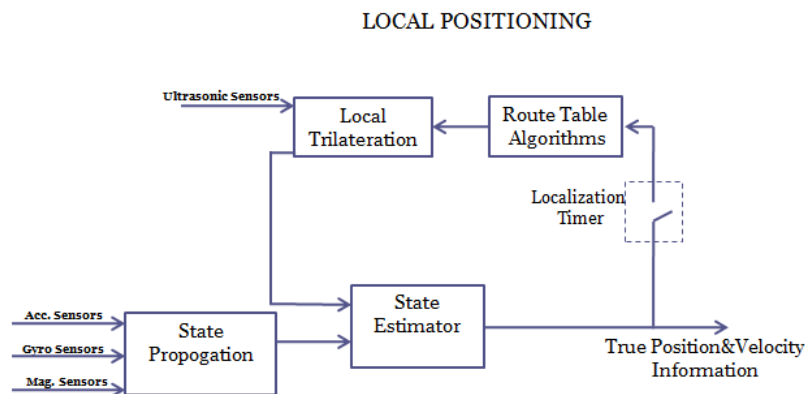 LOCAL POSITIONING
Ultrasonic Sensors
Local
Trilateration
Route Table
Algorithms
Localization
Timer
Acc. Sensors
Gyro Sensors
Mag. Sensors
State
Propogation
State
Estimator
True Position&Velocity
Information